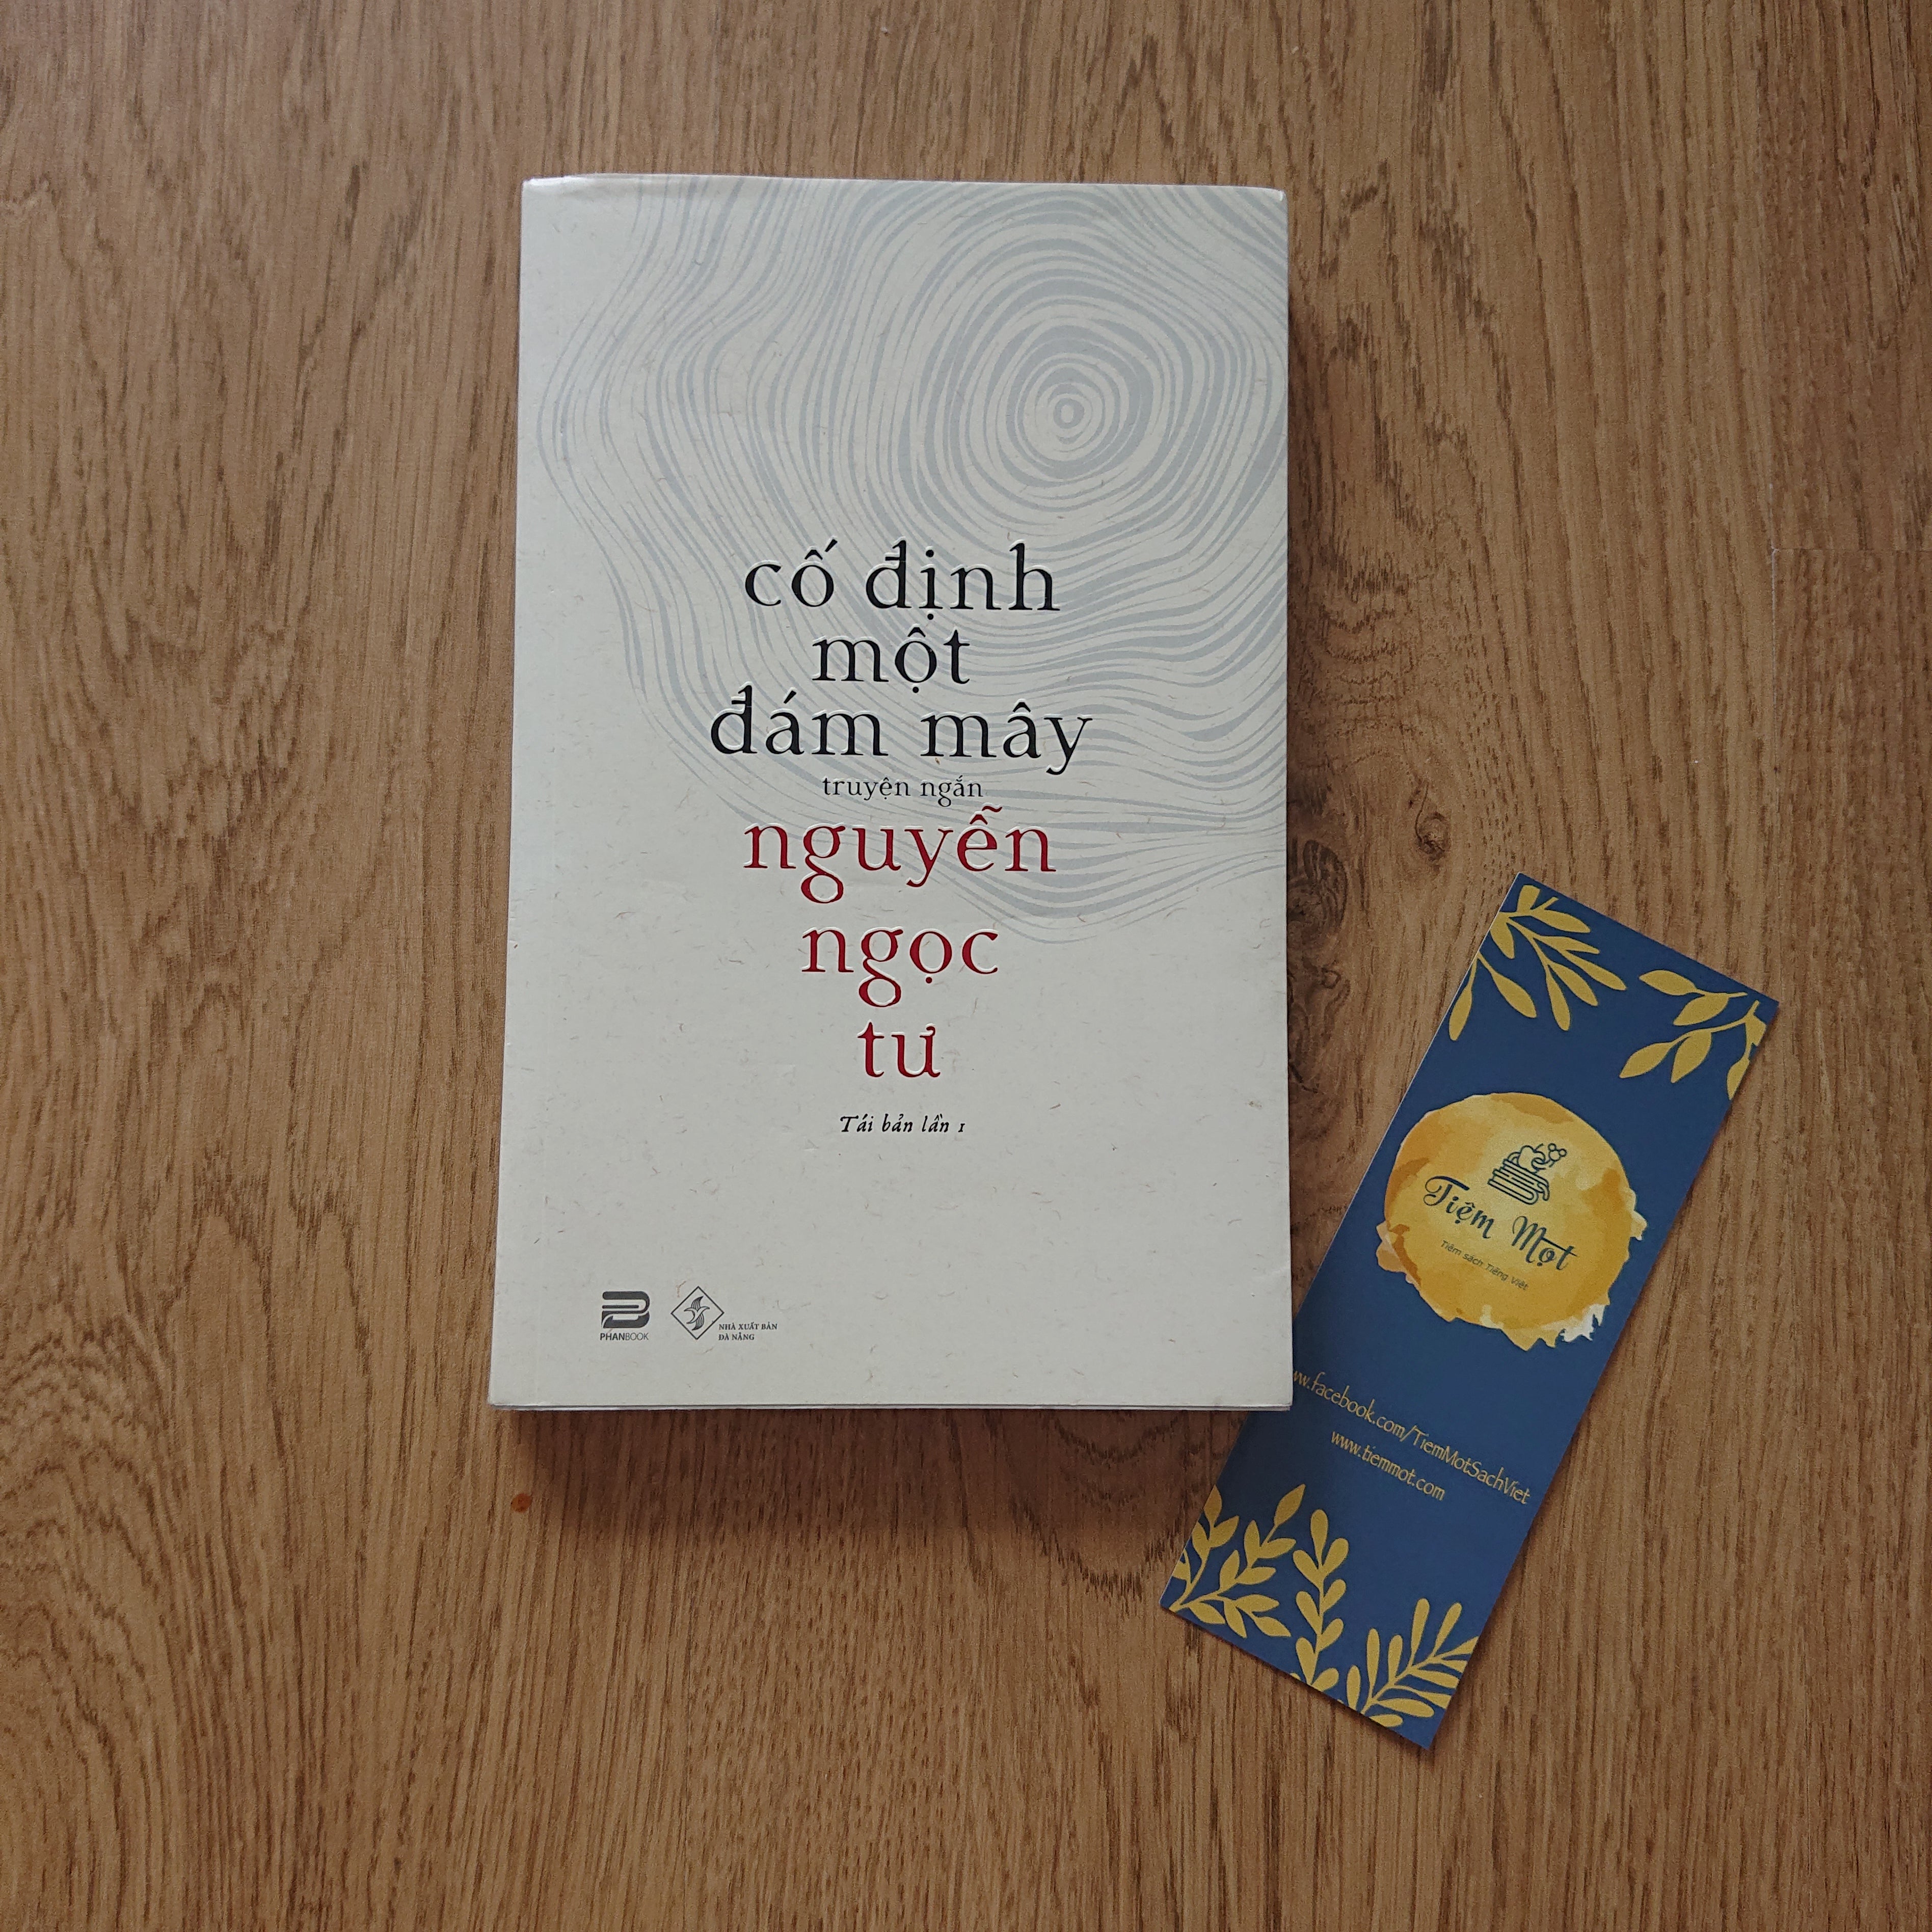 cố định
một
đám mây
truyện ngắn
nguyễn
ngọc
tư
Tái bản lần 1
PHANBOOK
NHÀ XUẤT BẢN
ĐÀ NẴNG
Tiệm Mọt
Tiệm sách Tiếng Việt
w.facebook.com/TiemMotSachViet
www.tiemmot.com